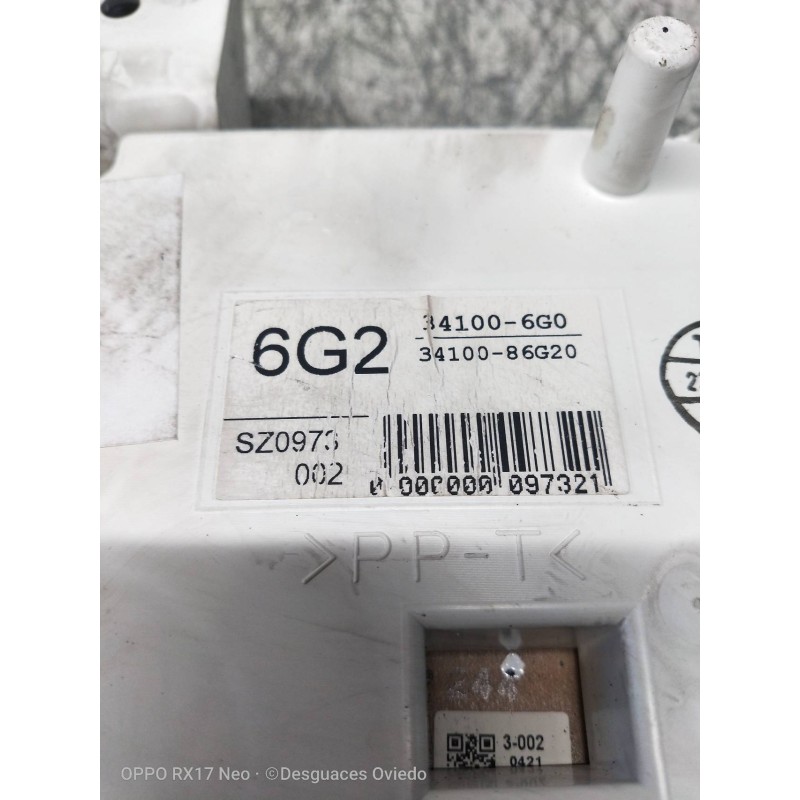 6G2
34100-6G0
34100-86G20
SZ0973
002
0 000000 097321
>PP-T<
3-002
0421
OPPO RX17 Neo · ©Desguaces Oviedo